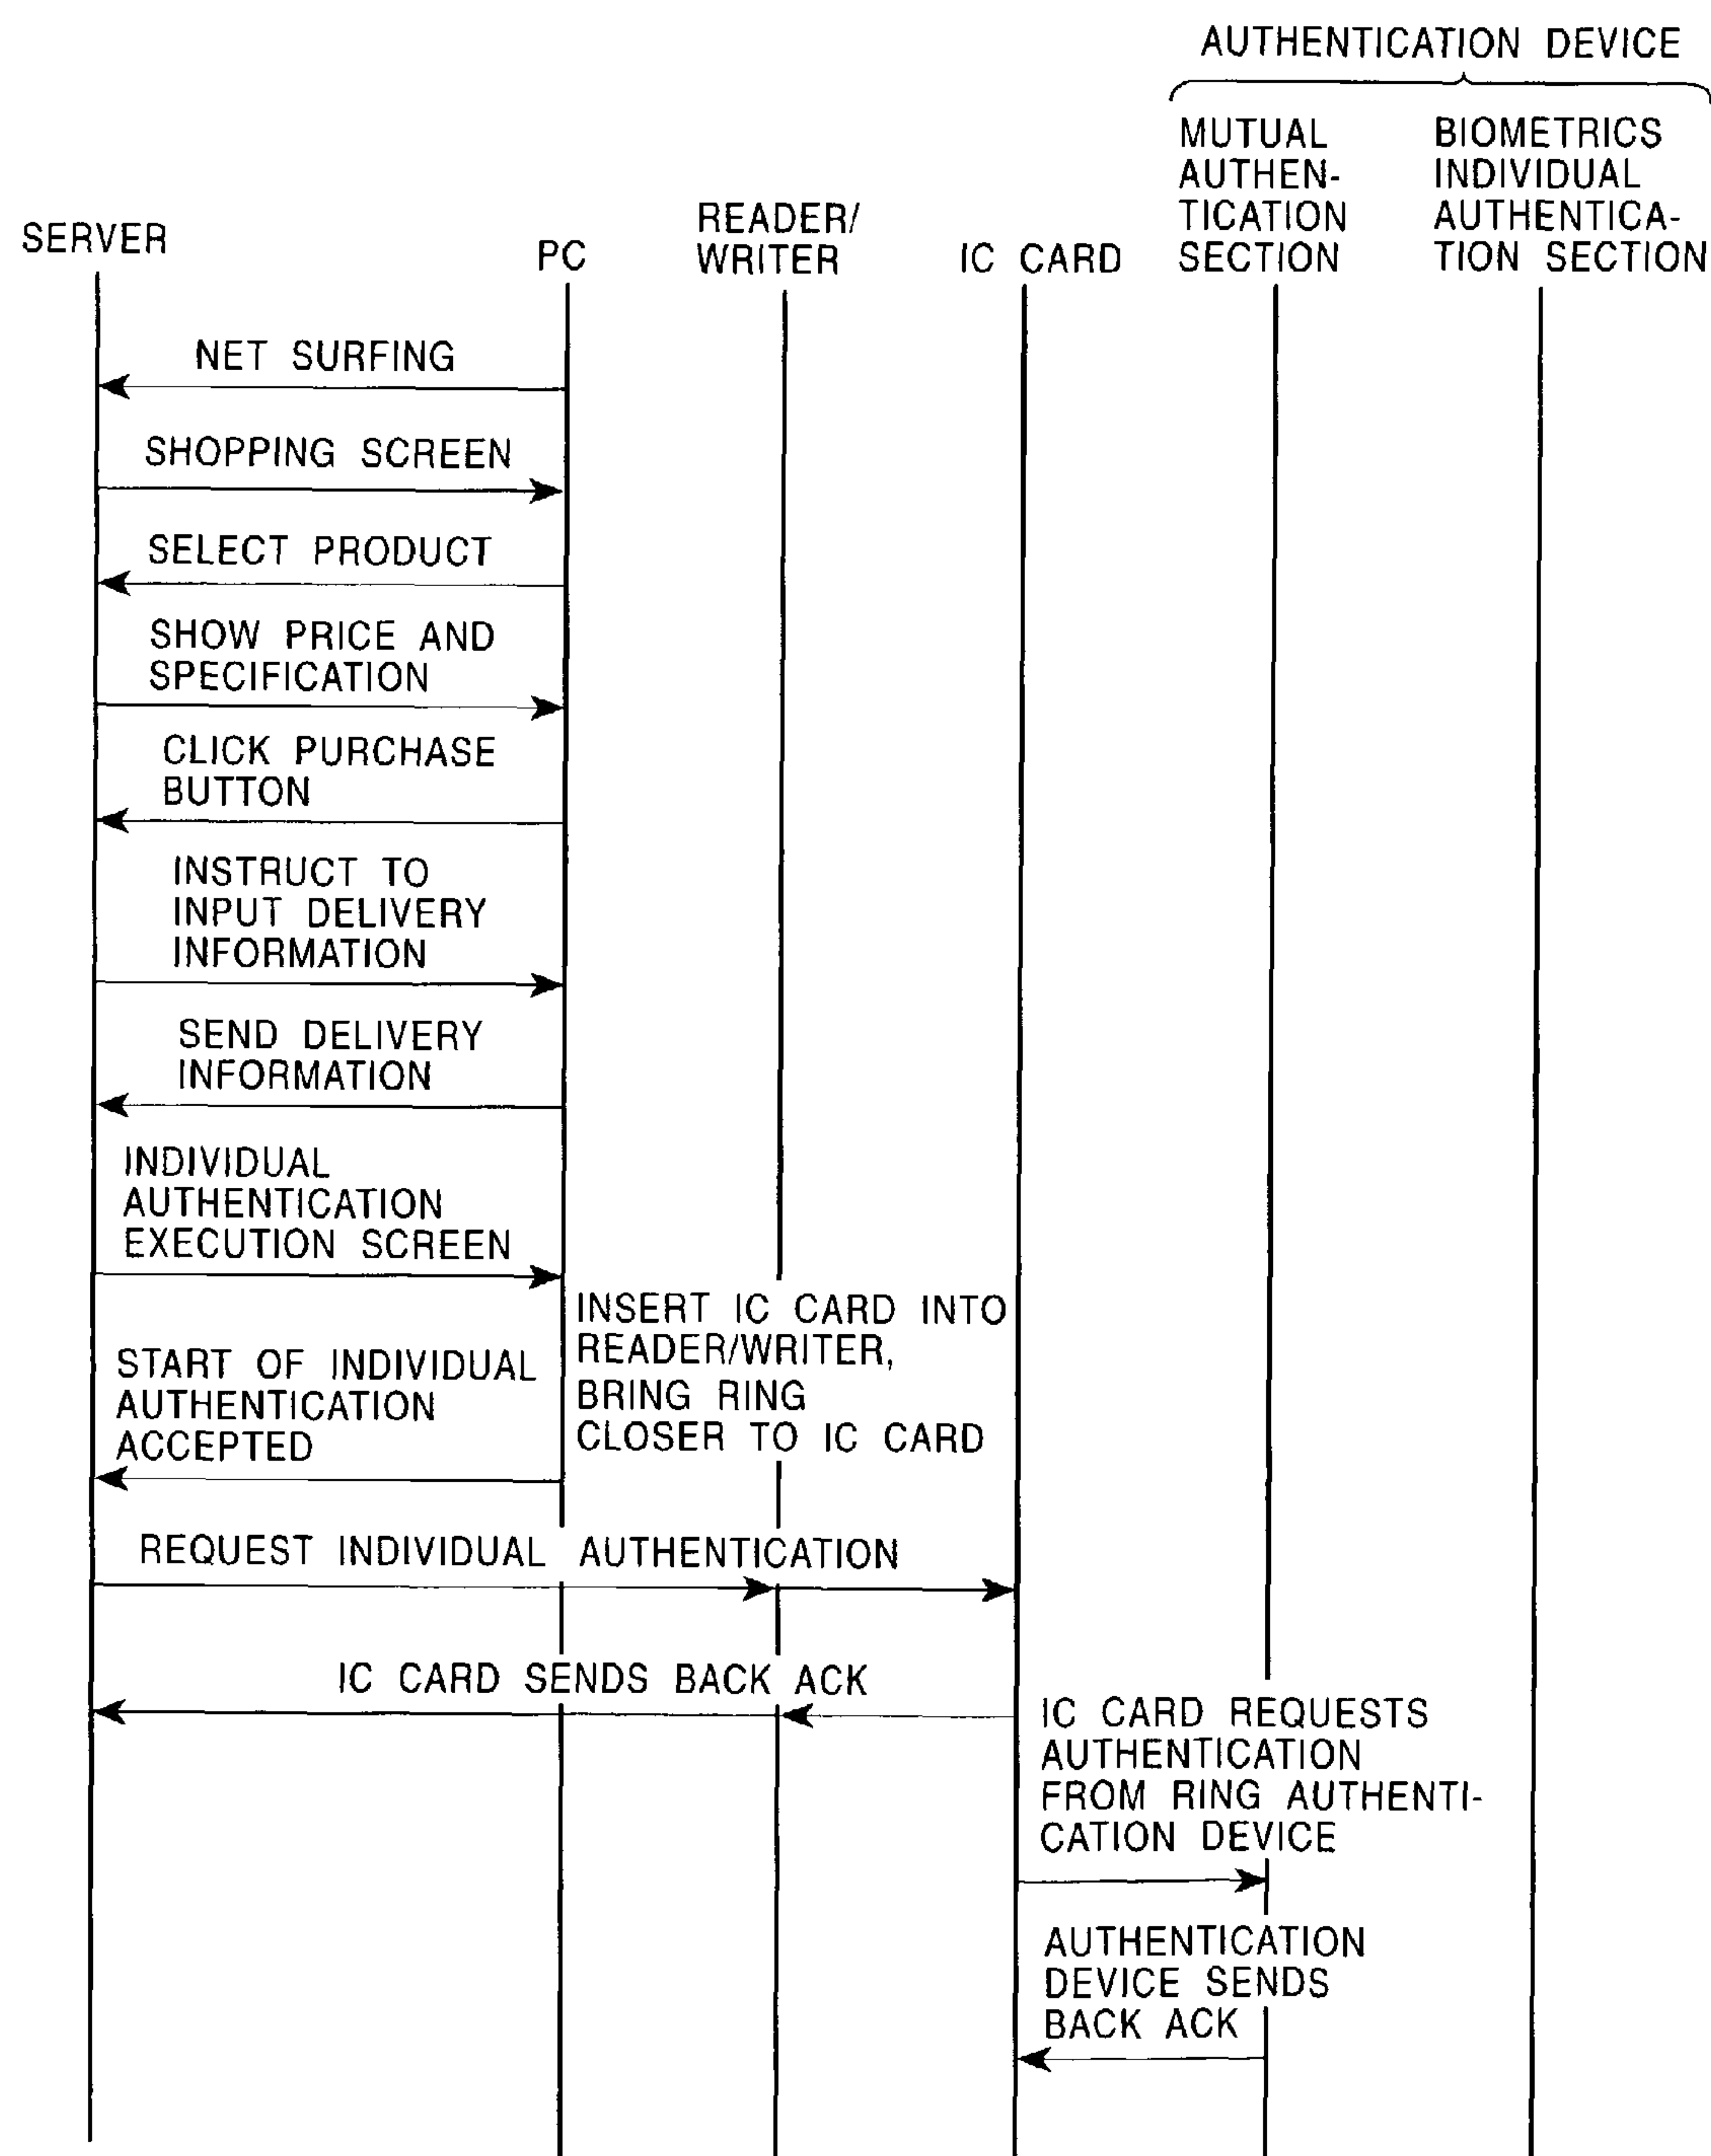 AUTHENTICATION DEVICE
MUTUAL
AUTHEN-
TICATION
SECTION
BIOMETRICS
INDIVIDUAL
AUTHENTICA-
TION SECTION
SERVER
PC
READER/
WRITER
IC CARD
NET SURFING
SHOPPING SCREEN
SELECT PRODUCT
SHOW PRICE AND
SPECIFICATION
CLICK PURCHASE
BUTTON
INSTRUCT TO
INPUT DELIVERY
INFORMATION
SEND DELIVERY
INFORMATION
INDIVIDUAL
AUTHENTICATION
EXECUTION SCREEN
INSERT IC CARD INTO
READER/WRITER,
BRING RING
CLOSER TO IC CARD
START OF INDIVIDUAL
AUTHENTICATION
ACCEPTED
REQUEST INDIVIDUAL AUTHENTICATION
IC CARD SENDS BACK ACK
IC CARD REQUESTS
AUTHENTICATION
FROM RING AUTHENTI-
CATION DEVICE
AUTHENTICATION
DEVICE SENDS
BACK ACK